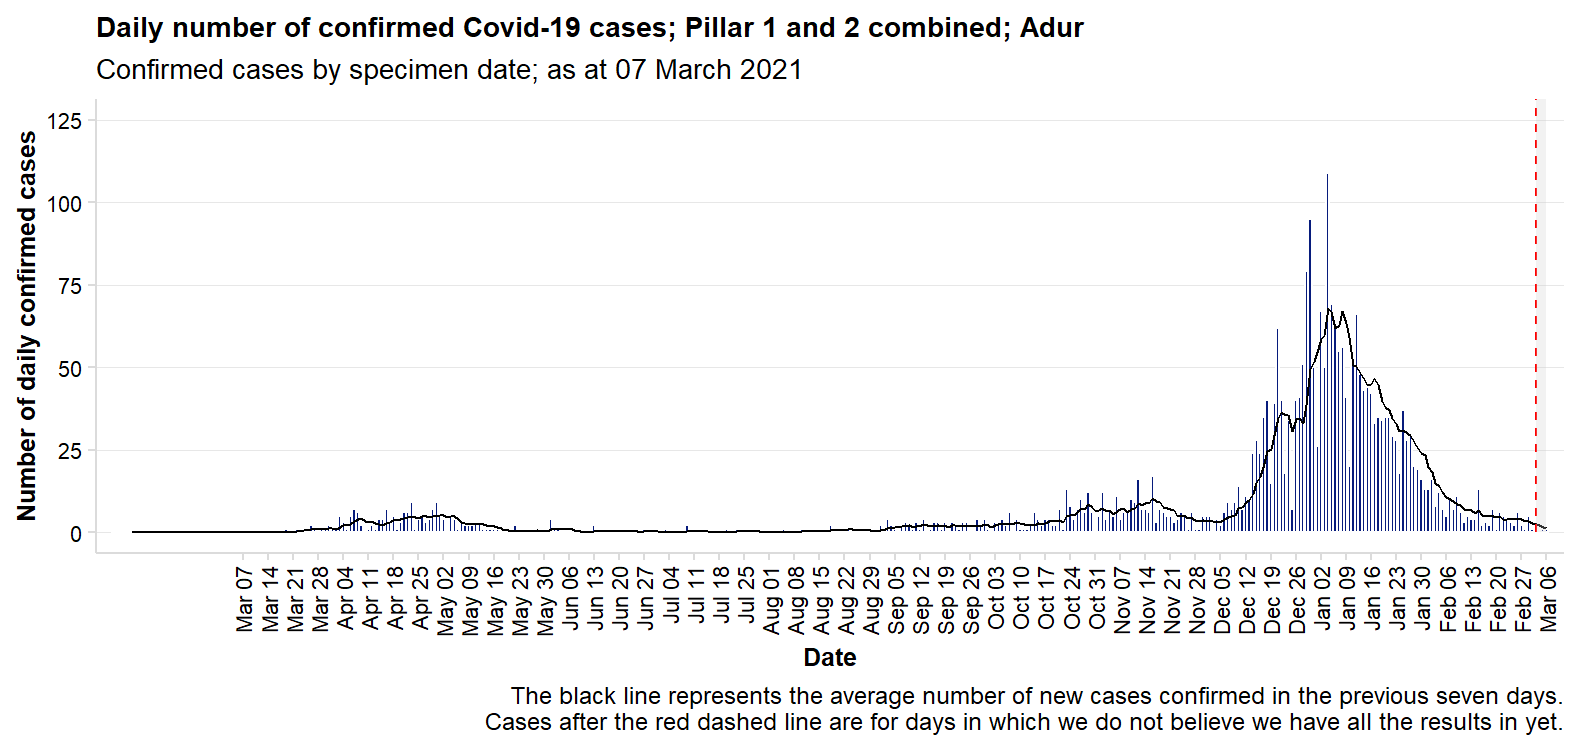 Daily number of confirmed Covid-19 cases; Pillar 1 and 2 combined; Adur
Confirmed cases by specimen date; as at 07 March 2021
Number of daily confirmed cases
125
100
75
50
25
0
Mar 07
Mar 14
Mar 21
Mar 28
Apr 04
Apr 11
Apr 18
Apr 25
May 02
May 09
May 16
May 23
May 30
Jun 06
Jun 13
Jun 20
Jun 27
Jul 04
Jul 11
Jul 18
Jul 25
Aug 01
Aug 08
Aug 15
Aug 22
Aug 29
Sep 05
Sep 12
Sep 19
Sep 26
Oct 03
Oct 10
Oct 17
Oct 24
Oct 31
Nov 07
Nov 14
Nov 21
Nov 28
Dec 05
Dec 12
Dec 19
Dec 26
Jan 02
Jan 09
Jan 16
Jan 23
Jan 30
Feb 06
Feb 13
Feb 20
Feb 27
Mar 06
Date
The black line represents the average number of new cases confirmed in the previous seven days.
Cases after the red dashed line are for days in which we do not believe we have all the results in yet.